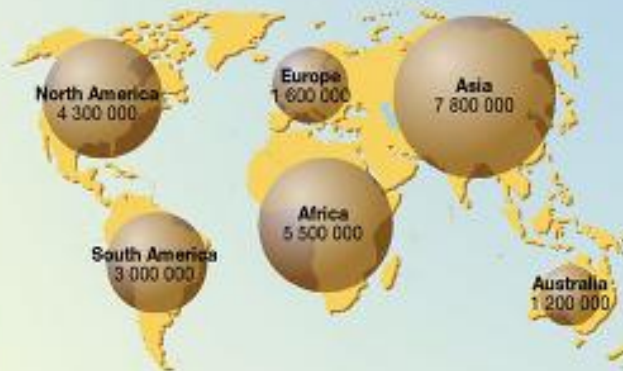 North America
4 300 000
Europe
1 600 000
Asia
7 800 000
Africa
5 500 000
South America
3 000 000
Australia
1 200 000